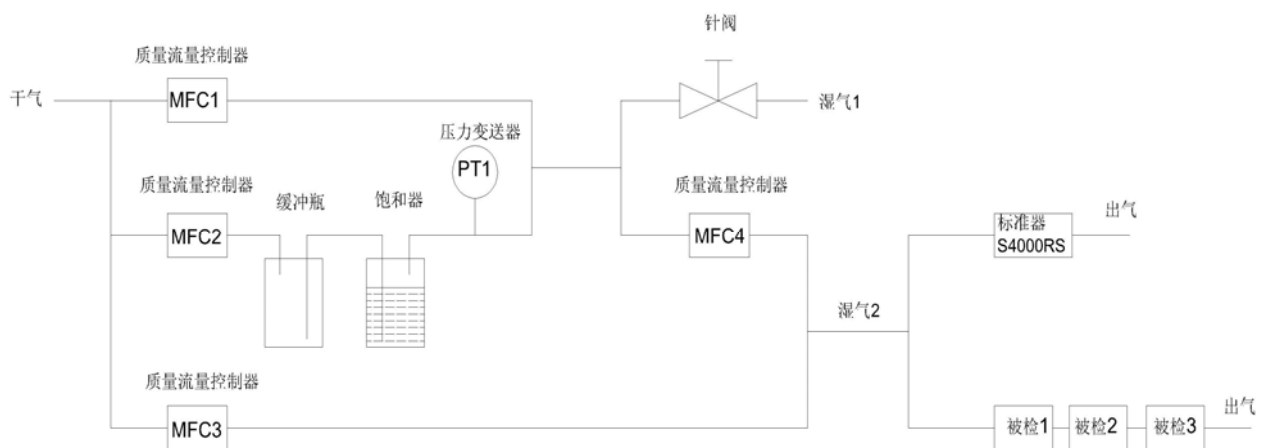 针阀
质量流量控制器
干气
MFC1
湿气1
压力变送器
PT1
质量流量控制器
质量流量控制器
缓冲瓶
饱和器
MFC2
MFC4
标准器
S4000RS
出气
湿气2
质量流量控制器
MFC3
被检1
被检2
被检3
出气